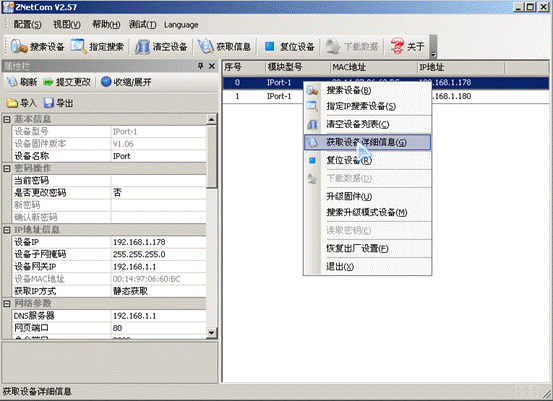 ZNetCom V2.57
配置(S) 视图(V) 帮助(H) 测试(T) Language
搜索设备 指定搜索 清空设备 获取信息 复位设备 下载数据 关于
属性栏
刷新 提交更改 收缩/展开
导入 导出
基本信息
设备型号 IPort-1
设备固件版本 V1.06
设备名称 IPort
密码操作
当前密码
是否更改密码 否
新密码
确认新密码
IP地址信息
设备IP 192.168.1.178
设备子网掩码 255.255.255.0
设备网关IP 192.168.1.1
设备MAC地址 00:14:97:06:60:BC
获取IP方式 静态获取
网络参数
DNS服务器 192.168.1.1
网页端口 80
序号 模块型号 MAC地址 IP地址
0 IPort-1 00:14:97:06:60:BC 192.168.1.178
1 IPort-1 192.168.1.180
搜索设备(B)
指定IP搜索设备(S)
清空设备列表(C)
获取设备详细信息(G)
复位设备(R)
下载数据(D)
升级固件(U)
搜索升级模式设备(M)
读取密钥(E)
恢复出厂设置(F)
退出(X)
获取设备详细信息